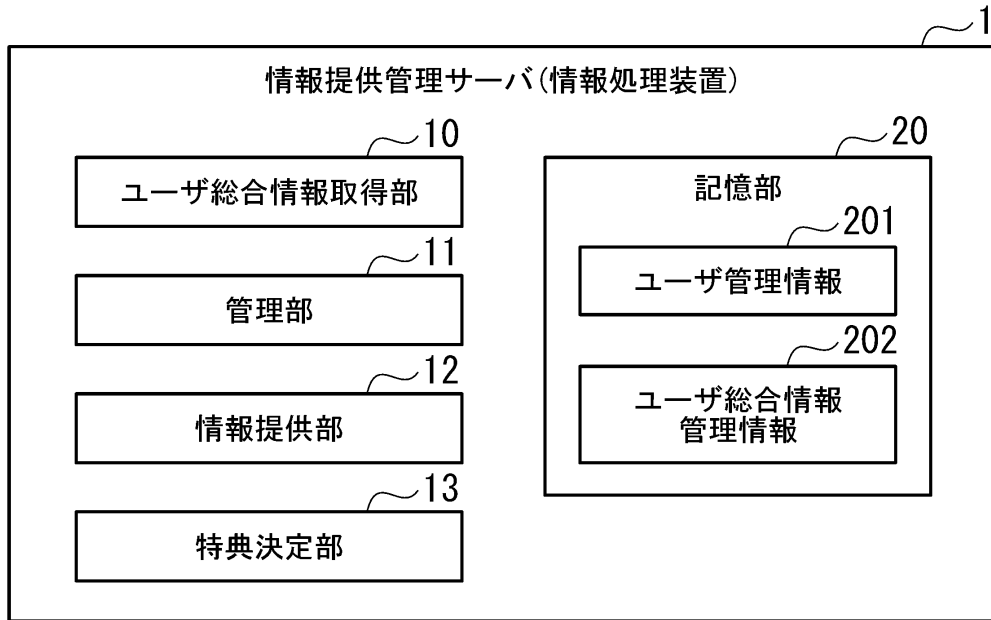 1
情報提供管理サーバ(情報処理装置)
10
ユーザ総合情報取得部
11
管理部
12
情報提供部
13
特典決定部
20
記憶部
201
ユーザ管理情報
202
ユーザ総合情報
管理情報